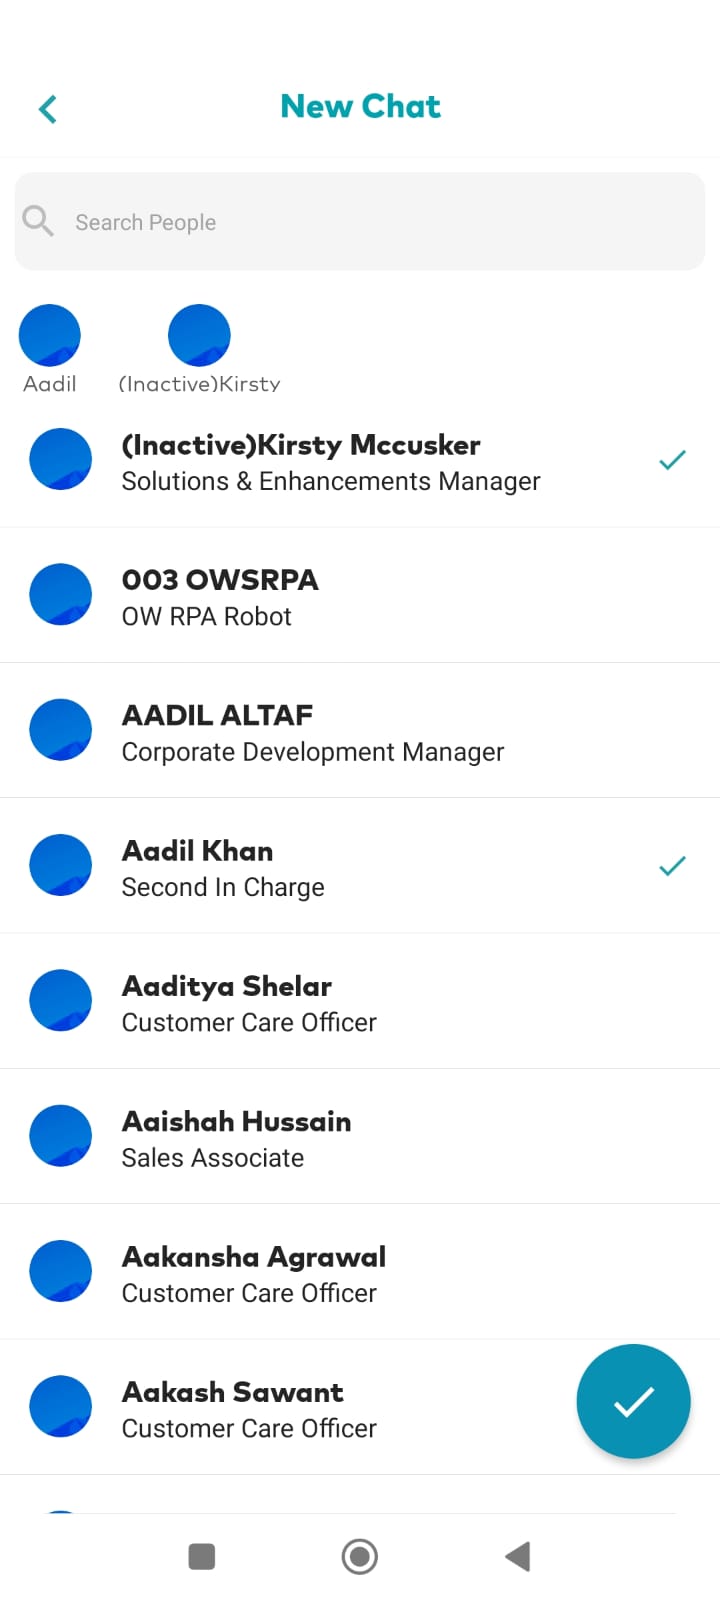 New Chat
Search People
Aadil
(Inactive)Kirsty
(Inactive)Kirsty Mccusker
Solutions & Enhancements Manager
003 OWSRPA
OW RPA Robot
AADIL ALTAF
Corporate Development Manager
Aadil Khan
Second In Charge
Aaditya Shelar
Customer Care Officer
Aaishah Hussain
Sales Associate
Aakansha Agrawal
Customer Care Officer
Aakash Sawant
Customer Care Officer